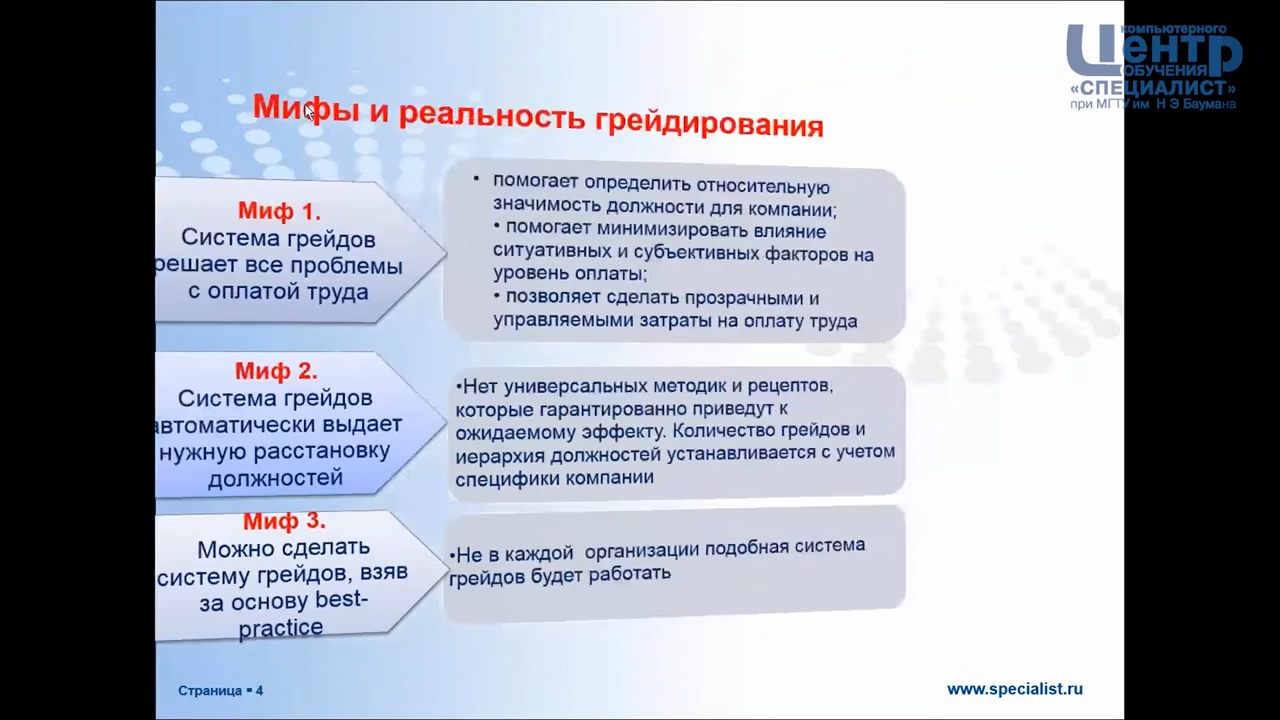 компьютерного
Центр
ОБУЧЕНИЯ
«СПЕЦИАЛИСТ»
при МГТУ им Н Э Баумана
Мифы и реальность грейдирования
Миф 1.
Система грейдов
решает все проблемы
с оплатой труда
• помогает определить относительную
значимость должности для компании;
• помогает минимизировать влияние
ситуативных и субъективных факторов на
уровень оплаты;
• позволяет сделать прозрачными и
управляемыми затраты на оплату труда
Миф 2.
Система грейдов
автоматически выдает
нужную расстановку
должностей
•Нет универсальных методик и рецептов,
которые гарантированно приведут к
ожидаемому эффекту. Количество грейдов и
иерархия должностей устанавливается с учетом
специфики компании
Миф 3.
Можно сделать
систему грейдов, взяв
за основу best-
practice
•Не в каждой организации подобная система
грейдов будет работать
Страница ▪ 4
www.specialist.ru